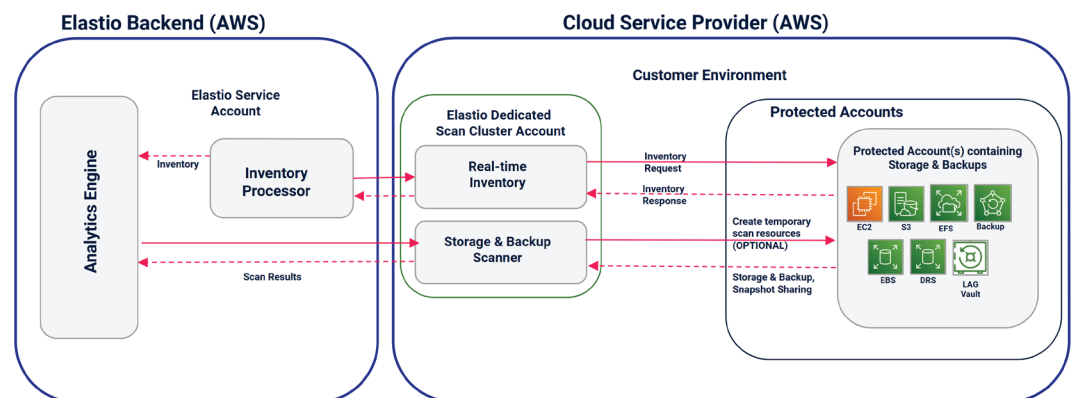 Elastio Backend (AWS)
Cloud Service Provider (AWS)
Customer Environment
Elastio Service
Account
Analytics Engine
Inventory
Inventory
Processor
Scan Results
Elastio Dedicated
Scan Cluster Account
Real-time
Inventory
Storage & Backup
Scanner
Inventory
Request
Inventory
Response
Create temporary
scan resources
(OPTIONAL)
Storage & Backup,
Snapshot Sharing
Protected Accounts
Protected Account(s) containing
Storage & Backups
EC2
S3
EFS
Backup
EBS
DRS
LAG
Vault